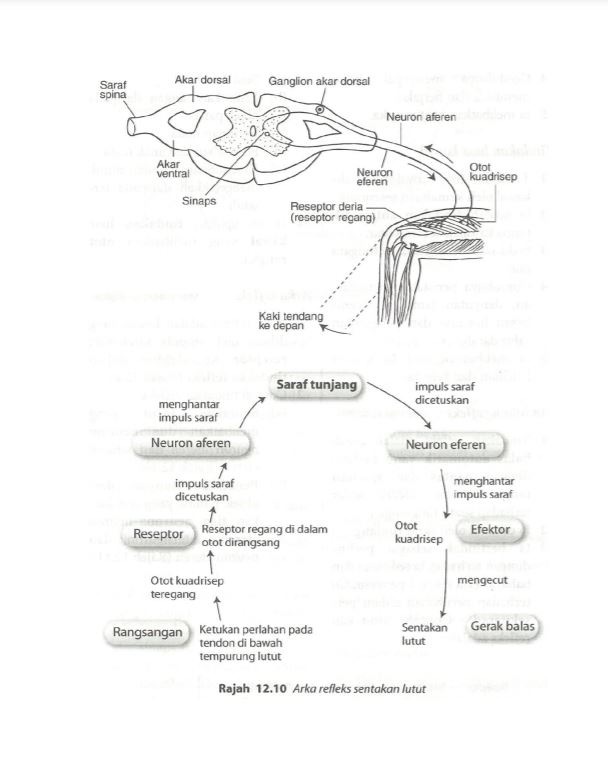 Saraf
spina
Akar dorsal
Ganglion akar dorsal
Neuron aferen
Akar
ventral
Sinaps
Neuron
eferen
Otot
kuadrisep
Reseptor deria
(reseptor regang)
Kaki tendang
ke depan
Saraf tunjang
menghantar
impuls saraf
impuls saraf
dicetuskan
Neuron aferen
Neuron eferen
impuls saraf
dicetuskan
menghantar
impuls saraf
Reseptor
Reseptor regang di dalam
otot dirangsang
Otot
kuadrisep
Efektor
Otot kuadrisep
teregang
mengecut
Rangsangan
Ketukan perlahan pada
tendon di bawah
tempurung lutut
Sentakan
lutut
Gerak balas
Rajah 12.10 Arka refleks sentakan lutut